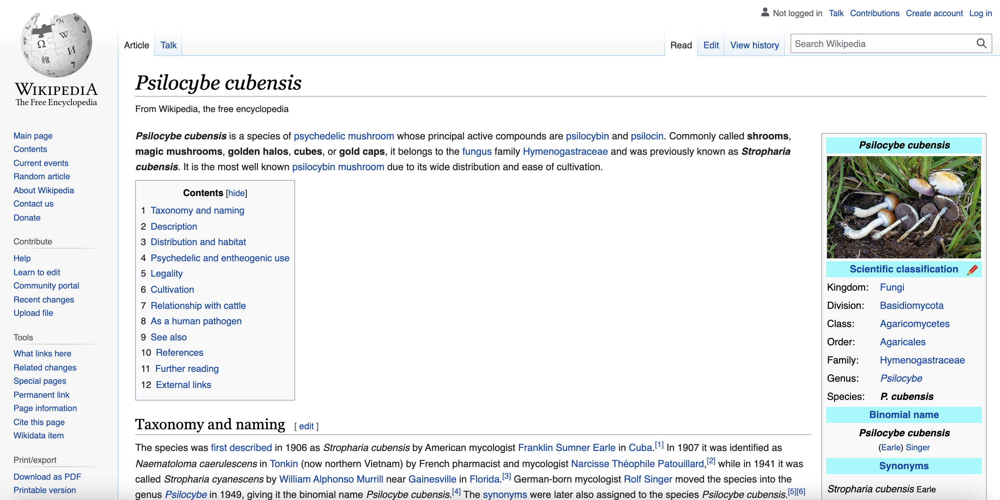 Not logged in Talk Contributions Create account Log in
Article Talk Read Edit View history Search Wikipedia
WIKIPEDIA
The Free Encyclopedia
Main page
Contents
Current events
Random article
About Wikipedia
Contact us
Donate
Contribute
Help
Learn to edit
Community portal
Recent changes
Upload file
Tools
What links here
Related changes
Special pages
Permanent link
Page information
Cite this page
Wikidata item
Print/export
Download as PDF
Printable version
Psilocybe cubensis
From Wikipedia, the free encyclopedia
Psilocybe cubensis is a species of psychedelic mushroom whose principal active compounds are psilocybin and psilocin. Commonly called shrooms,
magic mushrooms, golden halos, cubes, or gold caps, it belongs to the fungus family Hymenogastraceae and was previously known as Stropharia
cubensis. It is the most well known psilocybin mushroom due to its wide distribution and ease of cultivation.
Contents [hide]
1 Taxonomy and naming
2 Description
3 Distribution and habitat
4 Psychedelic and entheogenic use
5 Legality
6 Cultivation
7 Relationship with cattle
8 As a human pathogen
9 See also
10 References
11 Further reading
12 External links
Taxonomy and naming [ edit ]
The species was first described in 1906 as Stropharia cubensis by American mycologist Franklin Sumner Earle in Cuba.[1] In 1907 it was identified as
Naematoloma caerulescens in Tonkin (now northern Vietnam) by French pharmacist and mycologist Narcisse Théophile Patouillard,[2] while in 1941 it was
called Stropharia cyanescens by William Alphonso Murrill near Gainesville in Florida.[3] German-born mycologist Rolf Singer moved the species into the
genus Psilocybe in 1949, giving it the binomial name Psilocybe cubensis.[4] The synonyms were later also assigned to the species Psilocybe cubensis.[5][6]
Psilocybe cubensis
Scientific classification
Kingdom: Fungi
Division: Basidiomycota
Class: Agaricomycetes
Order: Agaricales
Family: Hymenogastraceae
Genus: Psilocybe
Species: P. cubensis
Binomial name
Psilocybe cubensis
(Earle) Singer
Synonyms
Stropharia cubensis Earle